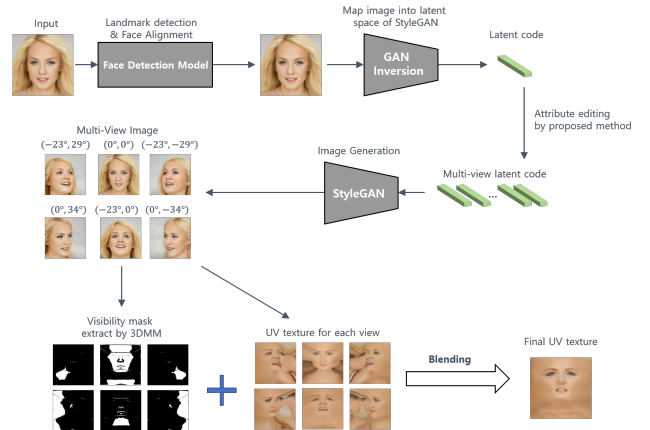 Input
Landmark detection
& Face Alignment
Face Detection Model
Map image into latent
space of StyleGAN
GAN
Inversion
Latent code
Attribute editing
by proposed method
Multi-view latent code
...
Image Generation
StyleGAN
Multi-View Image
(−23°, 29°) (0°, 0°) (−23°, −29°)
(0°, 34°) (−23°, 0°) (0°, −34°)
Visibility mask
extract by 3DMM
UV texture for each view
Blending
Final UV texture